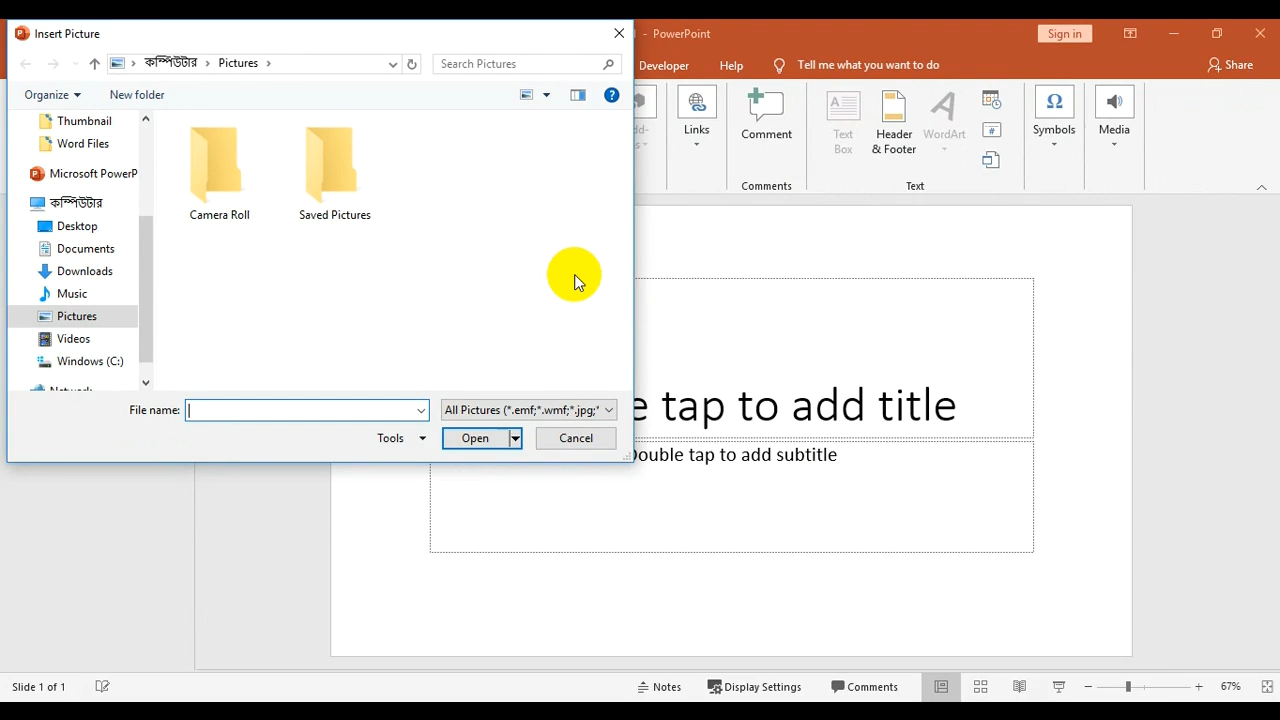 Insert Picture
PowerPoint
Sign in
কম্পিউটার
Pictures
Search Pictures
Developer
Help
Tell me what you want to do
Share
Organize
New folder
Thumbnail
Word Files
Microsoft PowerP
কম্পিউটার
Desktop
Documents
Downloads
Music
Pictures
Videos
Windows (C:)
Network
Camera Roll
Saved Pictures
Links
Comment
Text
Box
Header
& Footer
WordArt
Symbols
Media
Comments
Text
File name:
All Pictures (*.emf;*.wmf;*.jpg;*
Tools
Open
Cancel
e tap to add title
Double tap to add subtitle
Slide 1 of 1
Notes
Display Settings
Comments
67%